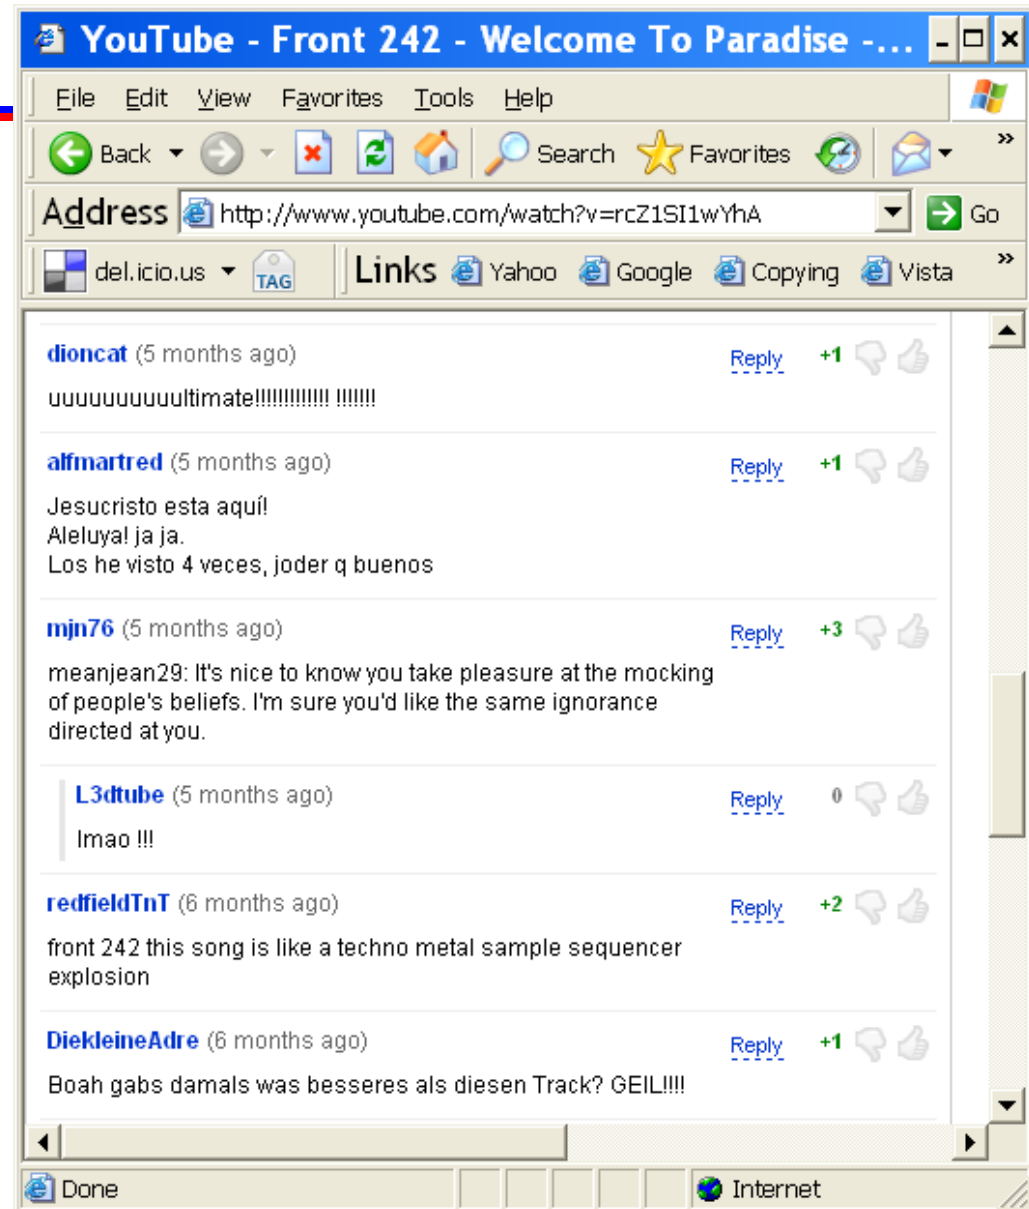 YouTube - Front 242 - Welcome To Paradise -...
File Edit View Favorites Tools Help
Back Search Favorites »
Address http://www.youtube.com/watch?v=rcZ1SI1wYhA Go
del.icio.us TAG Links Yahoo Google Copying Vista »
dioncat (5 months ago) Reply +1
uuuuuuuuuultimate!!!!!!!!!!!!! !!!!!!!
alfmartred (5 months ago) Reply +1
Jesucristo esta aquí!
Aleluya! ja ja.
Los he visto 4 veces, joder q buenos
mjn76 (5 months ago) Reply +3
meanjean29: It's nice to know you take pleasure at the mocking
of people's beliefs. I'm sure you'd like the same ignorance
directed at you.
L3dtube (5 months ago) Reply 0
lmao !!!
redfieldTnT (6 months ago) Reply +2
front 242 this song is like a techno metal sample sequencer
explosion
DiekleineAdre (6 months ago) Reply +1
Boah gabs damals was besseres als diesen Track? GEIL!!!!
Done Internet